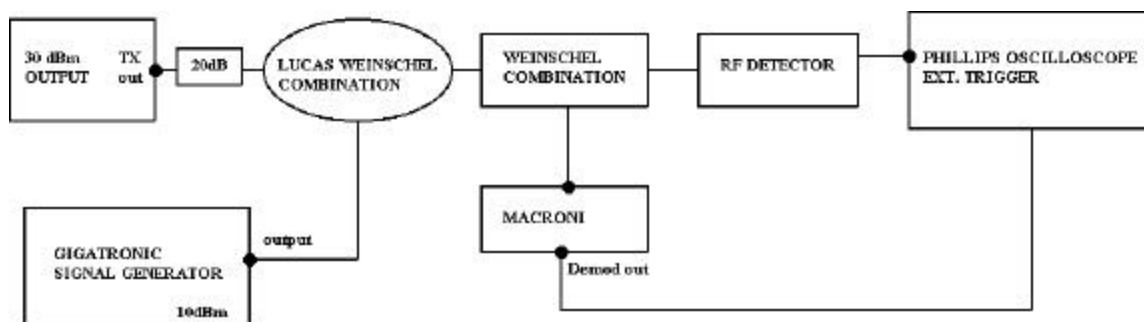 30 dBm TX
OUTPUT out
20dB
LUCAS WEINSCHEL
COMBINATION
WEINSCHEL
COMBINATION
RF DETECTOR
PHILLIPS OSCILLOSCOPE
EXT. TRIGGER
GIGATRONIC
SIGNAL GENERATOR
10dBm
output
MACRONI
Demod out